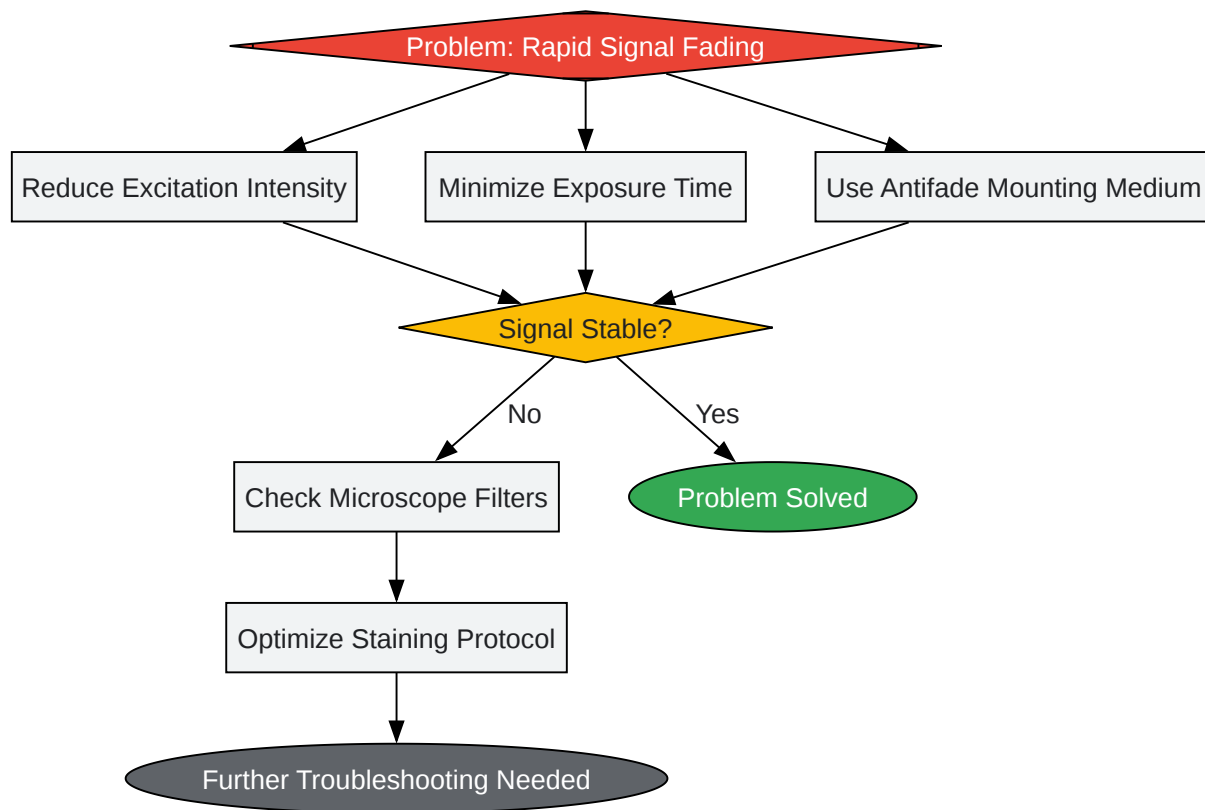 Problem: Rapid Signal Fading
Reduce Excitation Intensity
Minimize Exposure Time
Use Antifade Mounting Medium
Signal Stable?
No
Yes
Check Microscope Filters
Problem Solved
Optimize Staining Protocol
Further Troubleshooting Needed